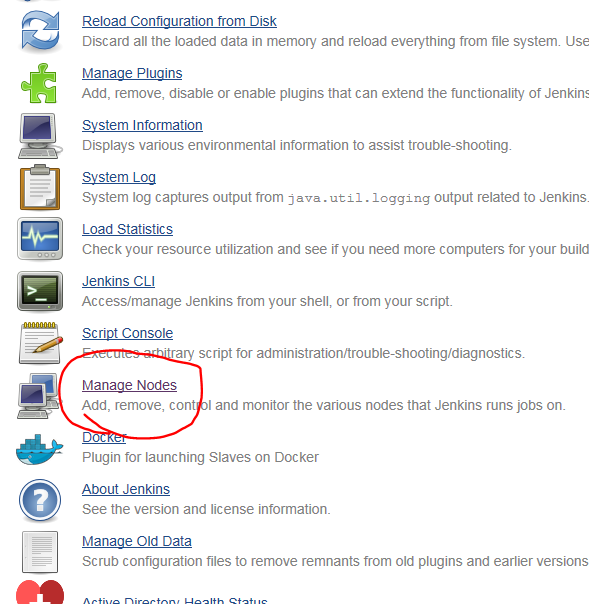 Reload Configuration from Disk
Discard all the loaded data in memory and reload everything from file system. Use
Manage Plugins
Add, remove, disable or enable plugins that can extend the functionality of Jenkins
System Information
Displays various environmental information to assist trouble-shooting.
System Log
System log captures output from java.util.logging output related to Jenkins.
Load Statistics
Check your resource utilization and see if you need more computers for your build
Jenkins CLI
Access/manage Jenkins from your shell, or from your script.
Script Console
Executes arbitrary script for administration/trouble-shooting/diagnostics.
Manage Nodes
Add, remove, control and monitor the various nodes that Jenkins runs jobs on.
Docker
Plugin for launching Slaves on Docker
About Jenkins
See the version and license information.
Manage Old Data
Scrub configuration files to remove remnants from old plugins and earlier versions
Active Directory Health Status